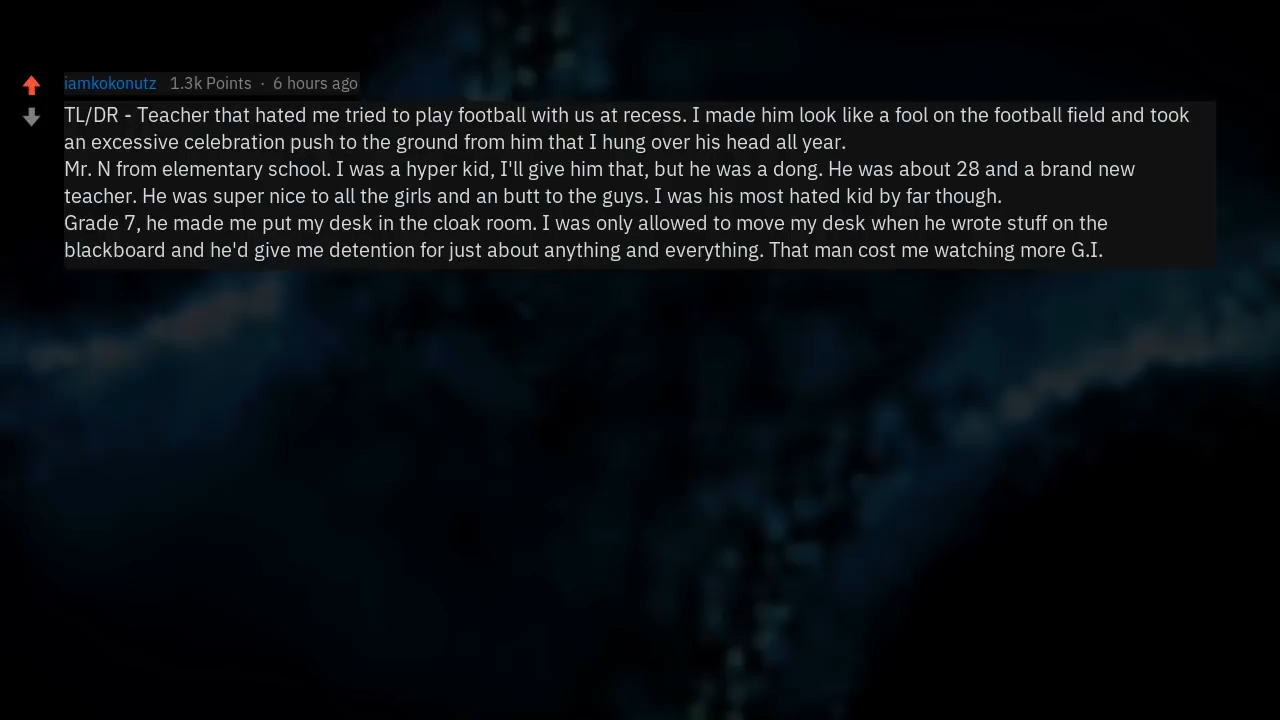 iamkokonutz 1.3k Points · 6 hours ago
TL/DR - Teacher that hated me tried to play football with us at recess. I made him look like a fool on the football field and took
an excessive celebration push to the ground from him that I hung over his head all year.
Mr. N from elementary school. I was a hyper kid, I'll give him that, but he was a dong. He was about 28 and a brand new
teacher. He was super nice to all the girls and an butt to the guys. I was his most hated kid by far though.
Grade 7, he made me put my desk in the cloak room. I was only allowed to move my desk when he wrote stuff on the
blackboard and he'd give me detention for just about anything and everything. That man cost me watching more G.I.